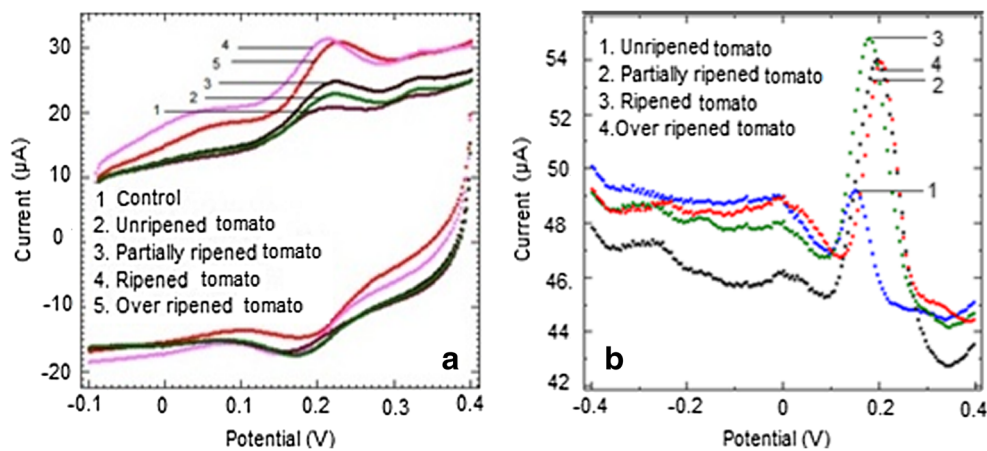 30
20
10
0
-10
-20
Current (µA)
4
5
3
2
1
1 Control
2. Unripened tomato
3. Partially ripened tomato
4. Ripened tomato
5. Over ripened tomato
a
-0.1
0
0.1
0.2
0.3
0.4
Potential (V)
54
52
50
48
46
44
42
Current (µA)
1. Unripened tomato
2. Partially ripened tomato
3. Ripened tomato
4.Over ripened tomato
3
4
2
1
b
-0.4
-0.2
0
0.2
0.4
Potential (V)